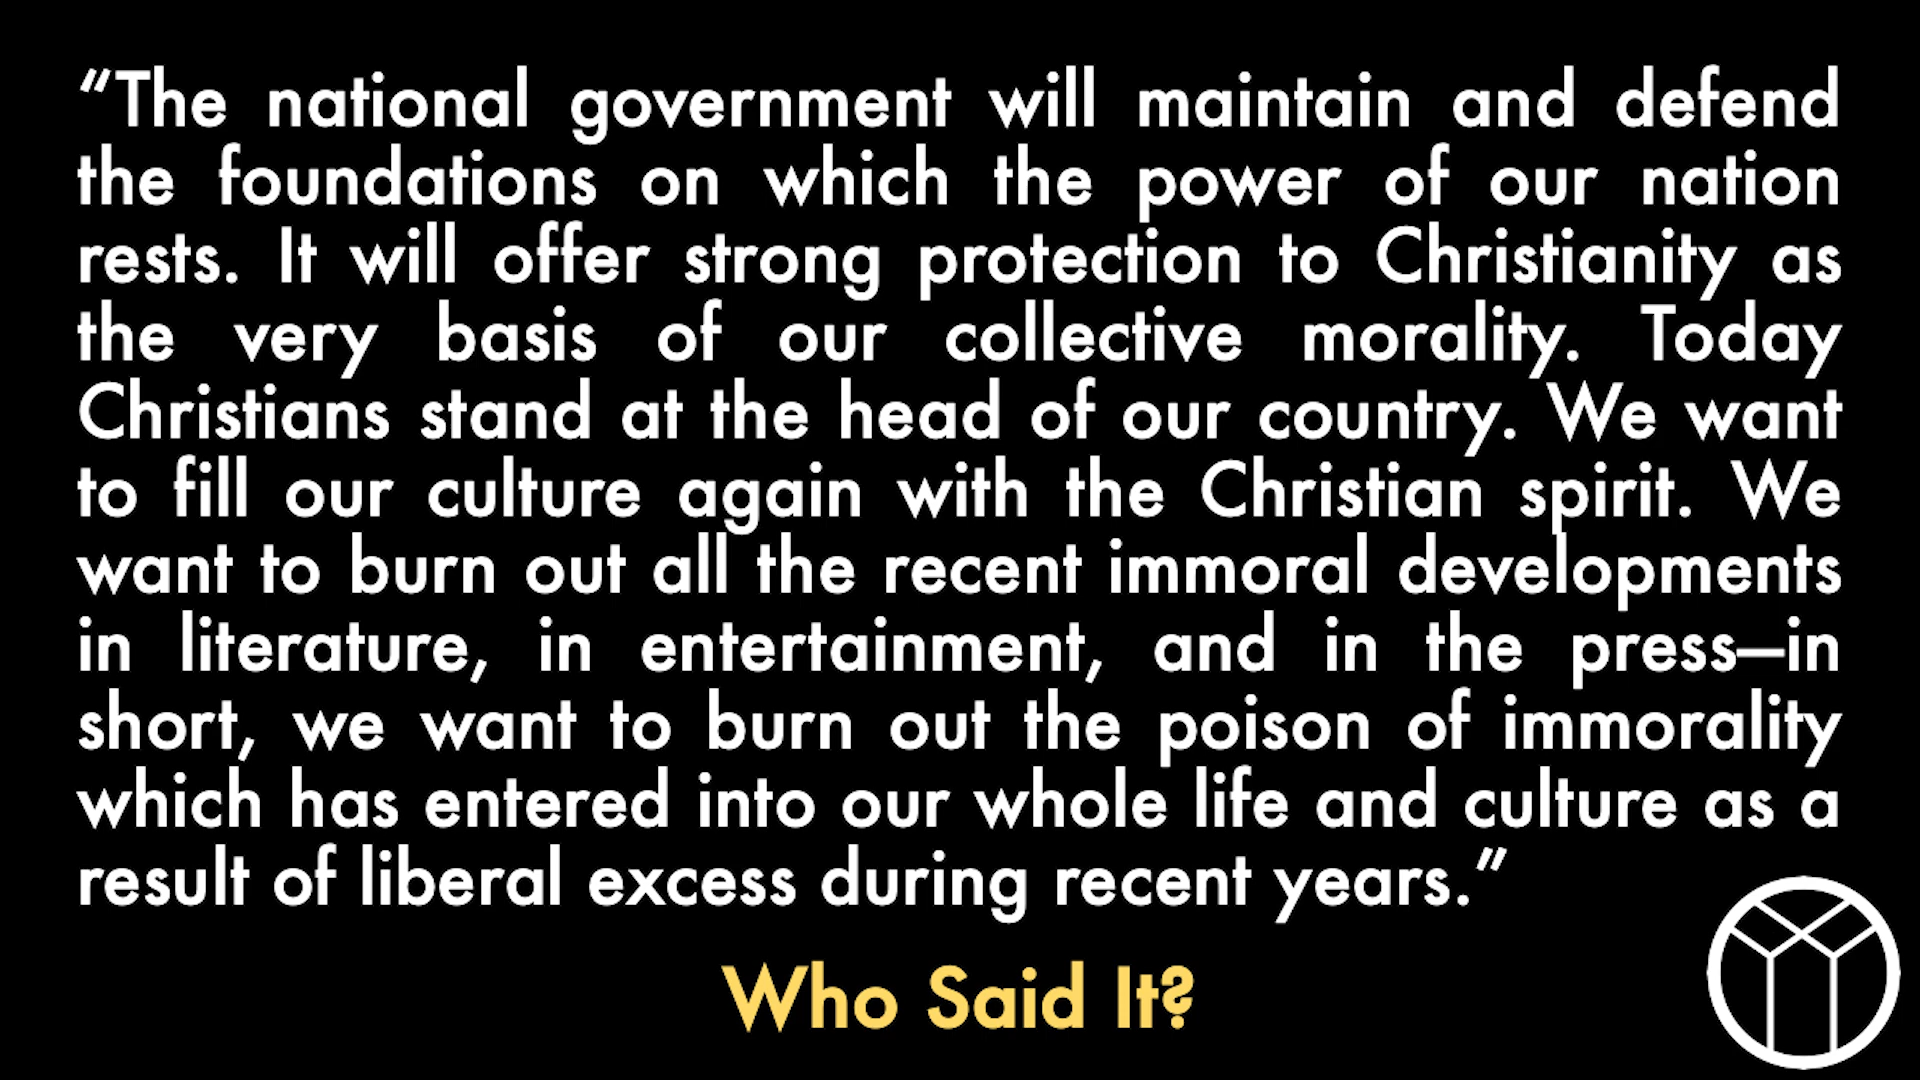 “The national government will maintain and defend
the foundations on which the power of our nation
rests. It will offer strong protection to Christianity as
the very basis of our collective morality. Today
Christians stand at the head of our country. We want
to fill our culture again with the Christian spirit. We
want to burn out all the recent immoral developments
in literature, in entertainment, and in the press—in
short, we want to burn out the poison of immorality
which has entered into our whole life and culture as a
result of liberal excess during recent years.”
Who Said It?